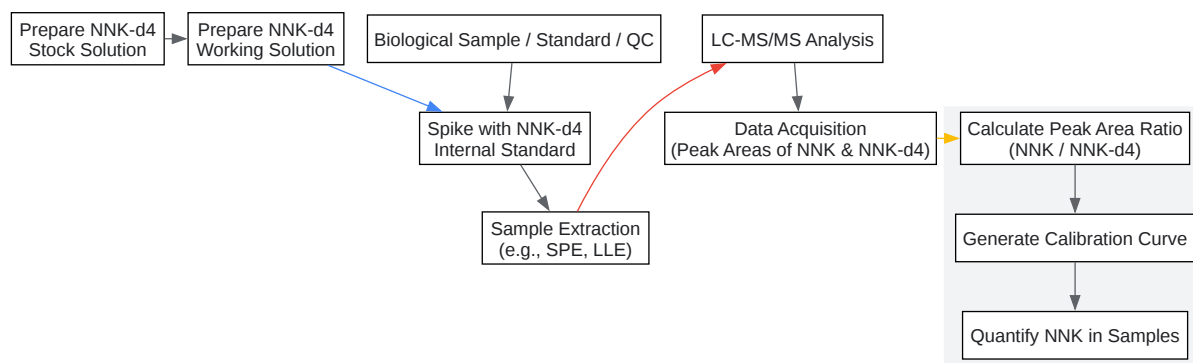 Prepare NNK-d4
Stock Solution
Prepare NNK-d4
Working Solution
Biological Sample / Standard / QC
LC-MS/MS Analysis
Spike with NNK-d4
Internal Standard
Data Acquisition
(Peak Areas of NNK & NNK-d4)
Calculate Peak Area Ratio
(NNK / NNK-d4)
Sample Extraction
(e.g., SPE, LLE)
Generate Calibration Curve
Quantify NNK in Samples